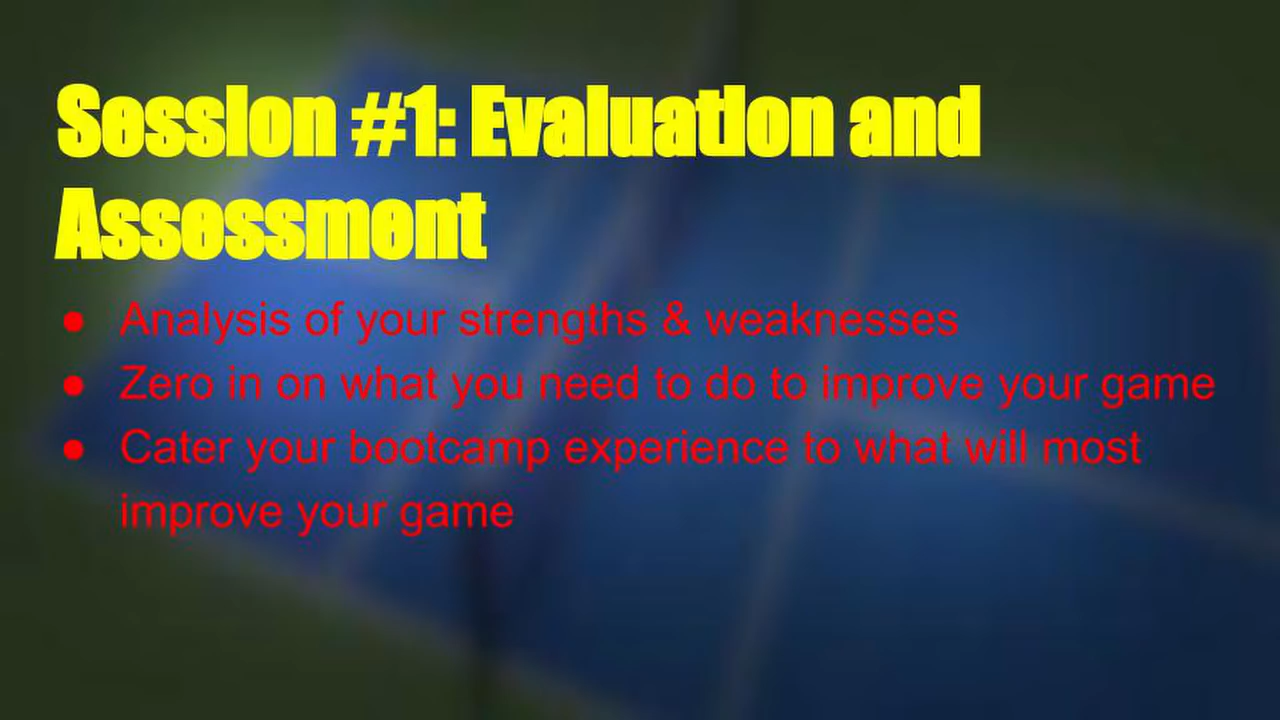 Session #1: Evaluation and
Assessment
● Analysis of your strengths & weaknesses
● Zero in on what you need to do to improve your game
● Cater your bootcamp experience to what will most
improve your game